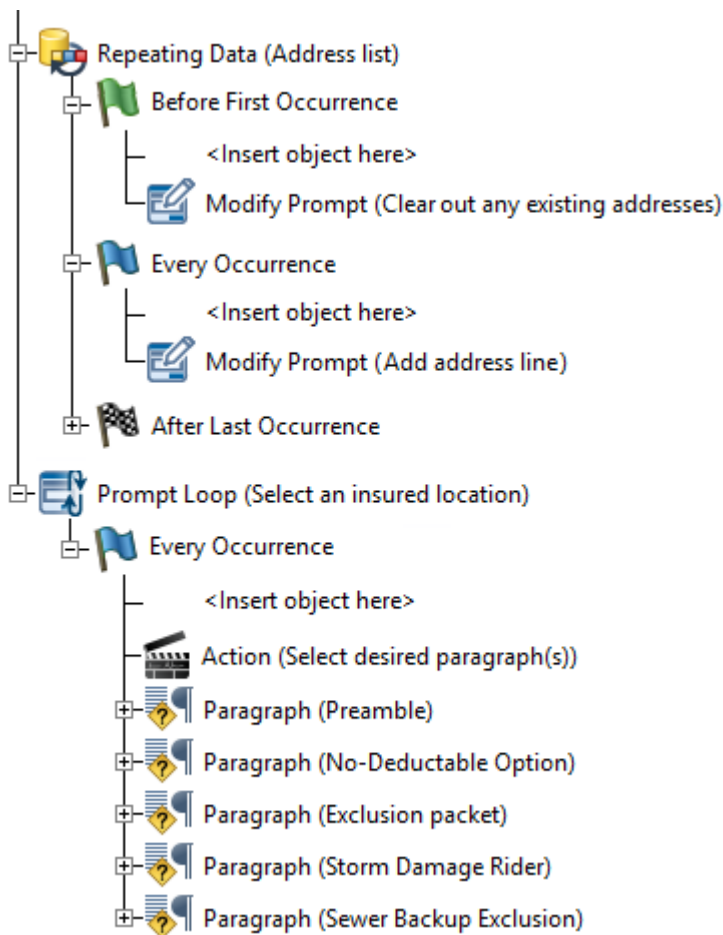 Repeating Data (Address list)
Before First Occurrence
<Insert object here>
Modify Prompt (Clear out any existing addresses)
Every Occurrence
<Insert object here>
Modify Prompt (Add address line)
After Last Occurrence
Prompt Loop (Select an insured location)
Every Occurrence
<Insert object here>
Action (Select desired paragraph(s))
Paragraph (Preamble)
Paragraph (No-Deductable Option)
Paragraph (Exclusion packet)
Paragraph (Storm Damage Rider)
Paragraph (Sewer Backup Exclusion)